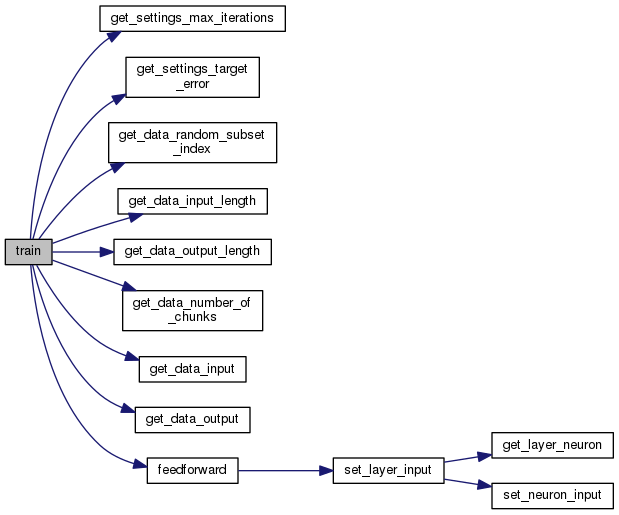 get_settings_max_iterations
get_settings_target
_error
get_data_random_subset
_index
get_data_input_length
train
get_data_output_length
get_data_number_of
_chunks
get_data_input
get_data_output
feedforward
set_layer_input
get_layer_neuron
set_neuron_input